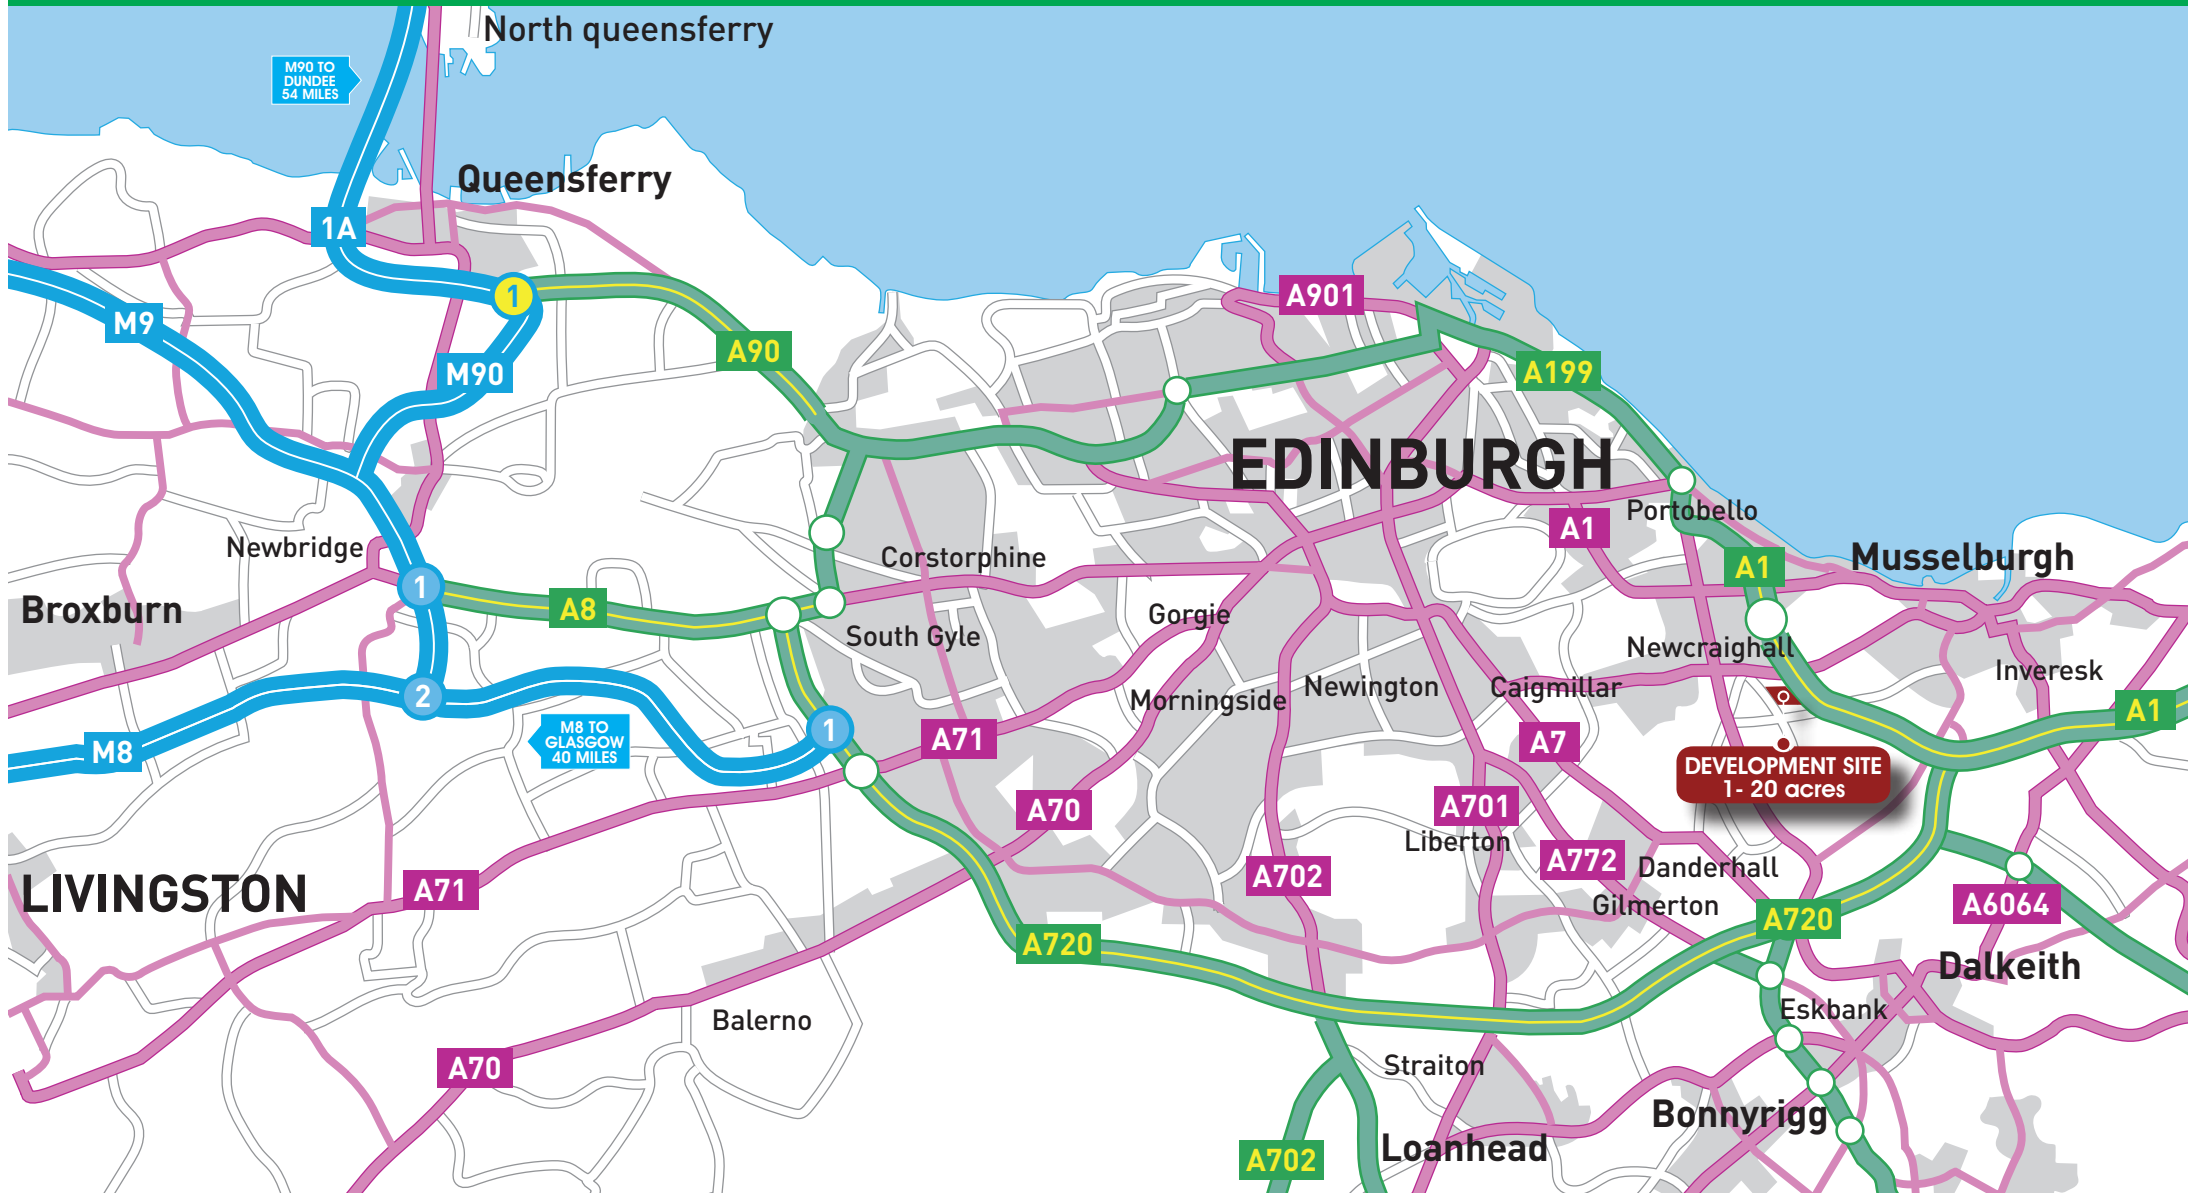 North queensferry
M90 TO
DUNDEE
54 MILES
Queensferry
1A
1
M9
A90
M90
A901
A199
EDINBURGH
Newbridge
Corstorphine
Portobello
A1
Musselburgh
A1
1
A8
Broxburn
South Gyle
Gorgie
Newcraighall
Inveresk
2
Morningside
Newington
Caigmillar
A1
M8
M8 TO
GLASGOW
40 MILES
1
A71
A7
DEVELOPMENT SITE
1- 20 acres
A70
A701
Liberton
A772
Danderhall
LIVINGSTON
A71
A702
Gilmerton
A6064
A720
A720
Dalkeith
Balerno
Eskbank
A70
Straiton
Bonnyrigg
Loanhead
A702